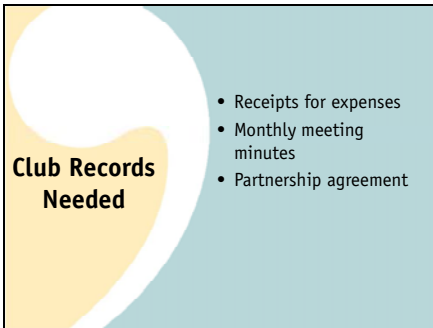 Club Records
Needed
• Receipts for expenses
• Monthly meeting
minutes
• Partnership agreement